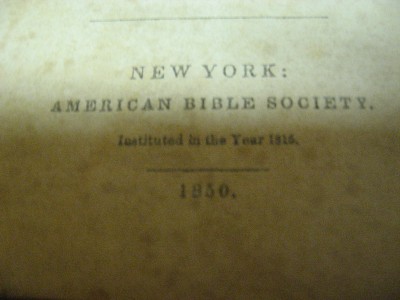 NEW YORK:
AMERICAN BIBLE SOCIETY.
Instituted in the Year 1816.
1850.